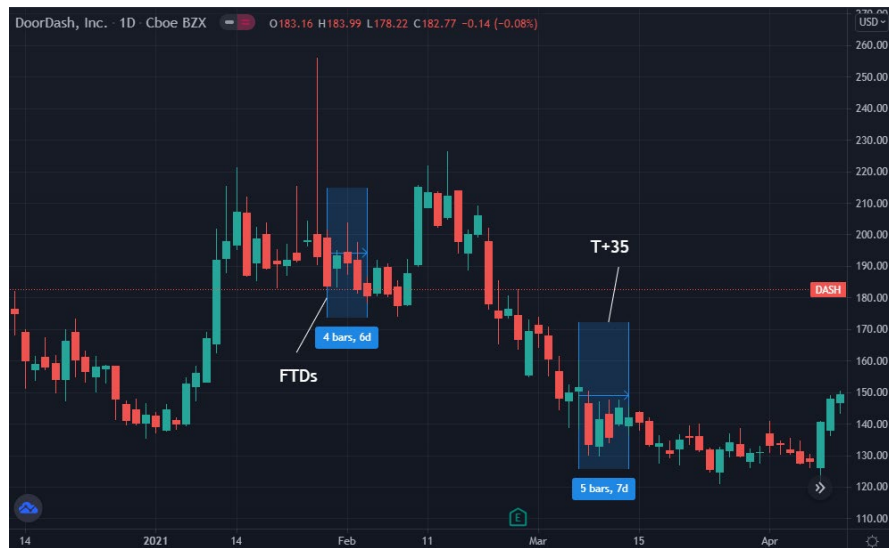 DoorDash, Inc. · 1D · Cboe BZX O183.16 H183.99 L178.22 C182.77 −0.14 (−0.08%)
270.00
USD
260.00
250.00
240.00
230.00
220.00
210.00
200.00
T+35
190.00
DASH
180.00
170.00
4 bars, 6d
160.00
FTDs
150.00
140.00
130.00
5 bars, 7d
120.00
E
110.00
14 2021 14 Feb 11 Mar 15 Apr